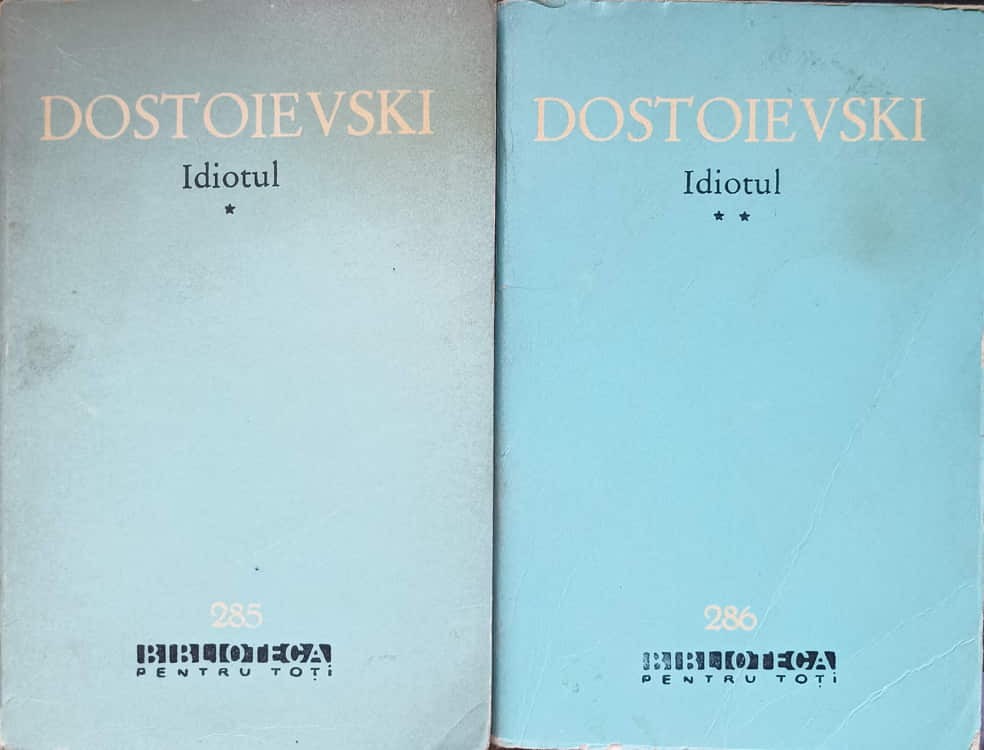 DOSTOIEVSKI
Idiotul
*
285
BIBLIOTECA
PENTRU TOȚI
DOSTOIEVSKI
Idiotul
* *
286
BIBLIOTECA
PENTRU TOȚI